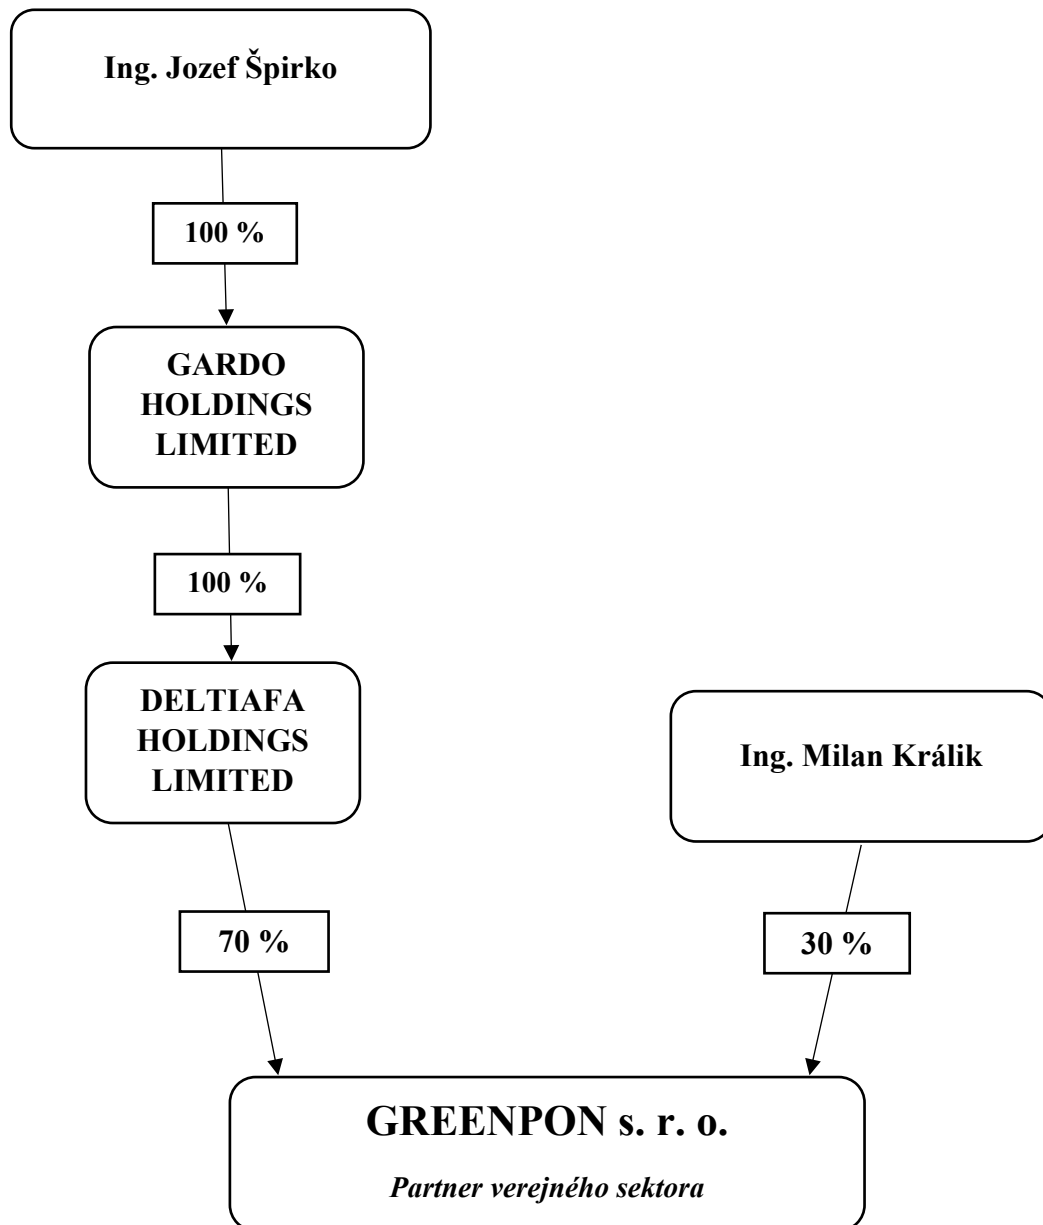 Ing. Jozef Špirko
100 %
GARDO
HOLDINGS
LIMITED
100 %
DELTIAFA
HOLDINGS
LIMITED
Ing. Milan Králik
70 %
30 %
GREENPON s. r. o.
Partner verejného sektora